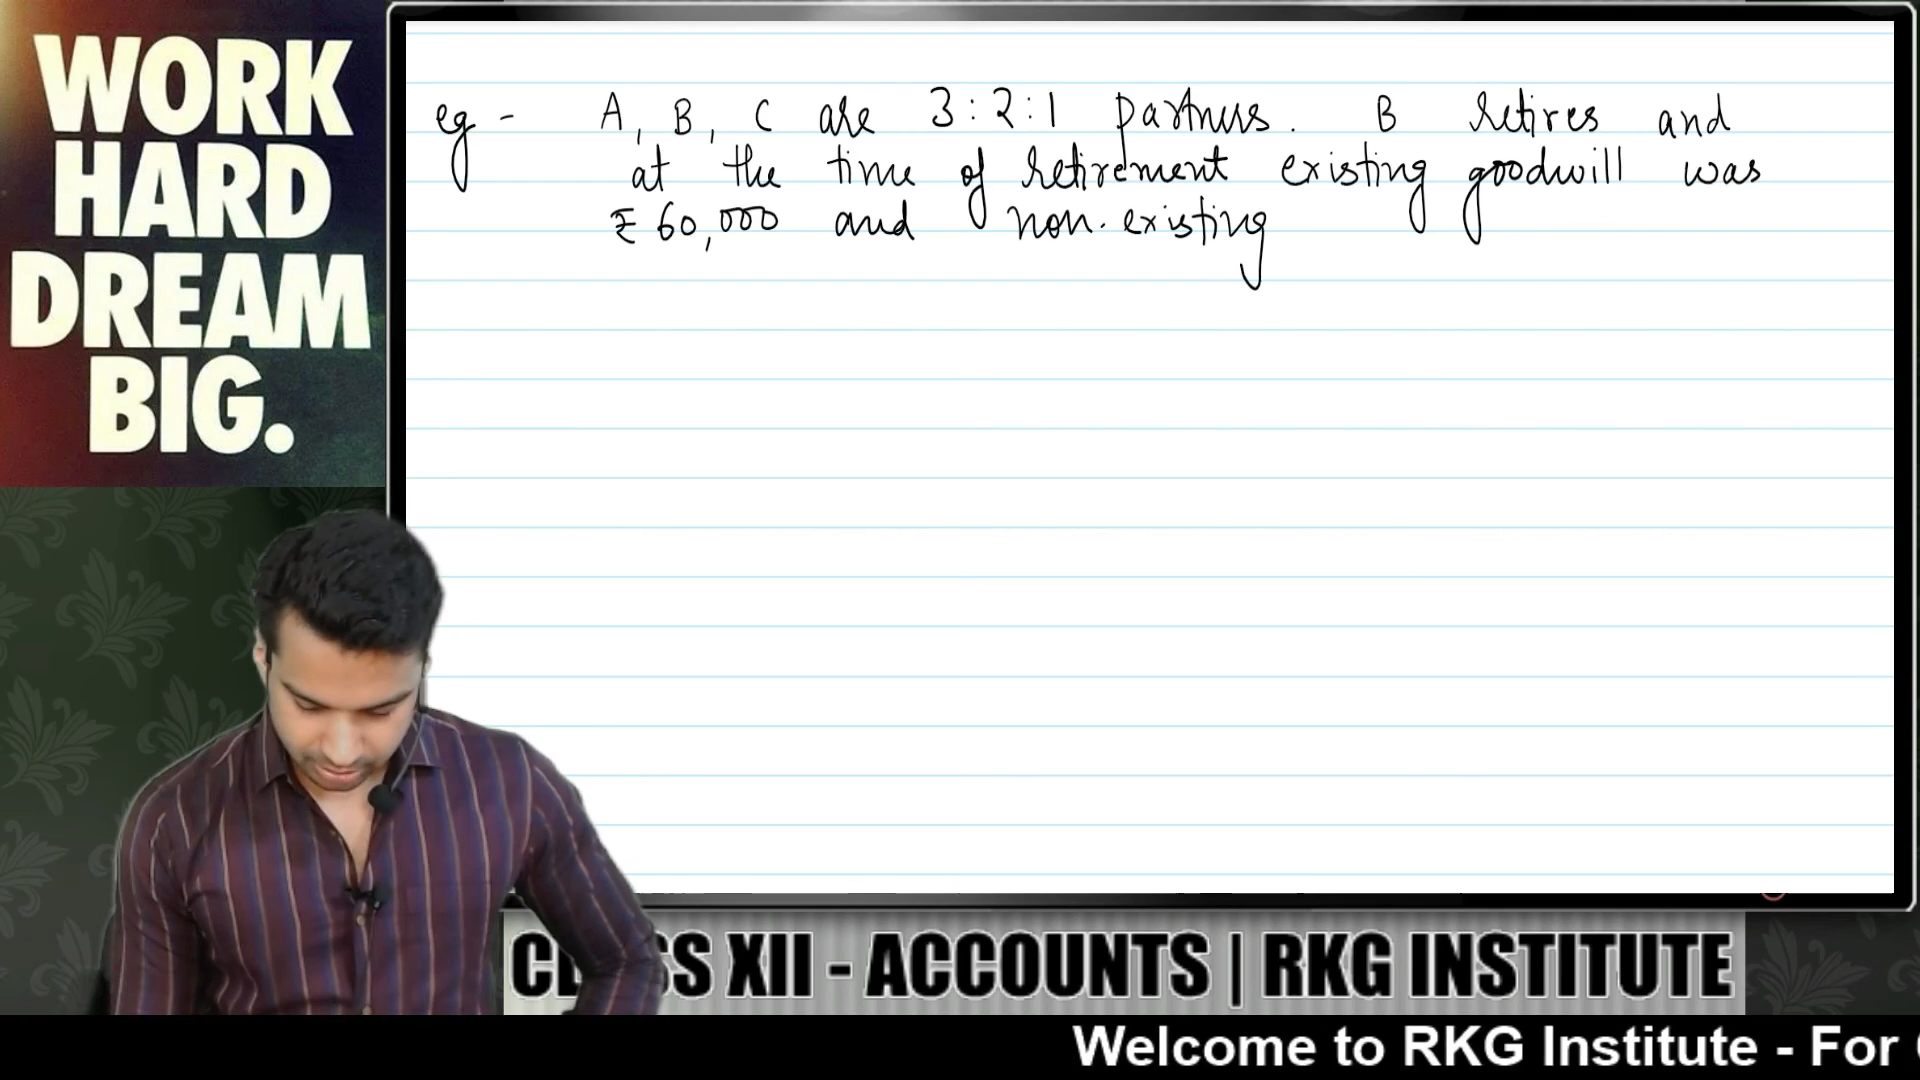 WORK
HARD
DREAM
BIG.
eg - A, B, C are 3:2:1 partners. B retires and
at the time of retirement existing goodwill was
₹ 60,000 and non-existing
CLASS XII - ACCOUNTS | RKG INSTITUTE
Welcome to RKG Institute - For